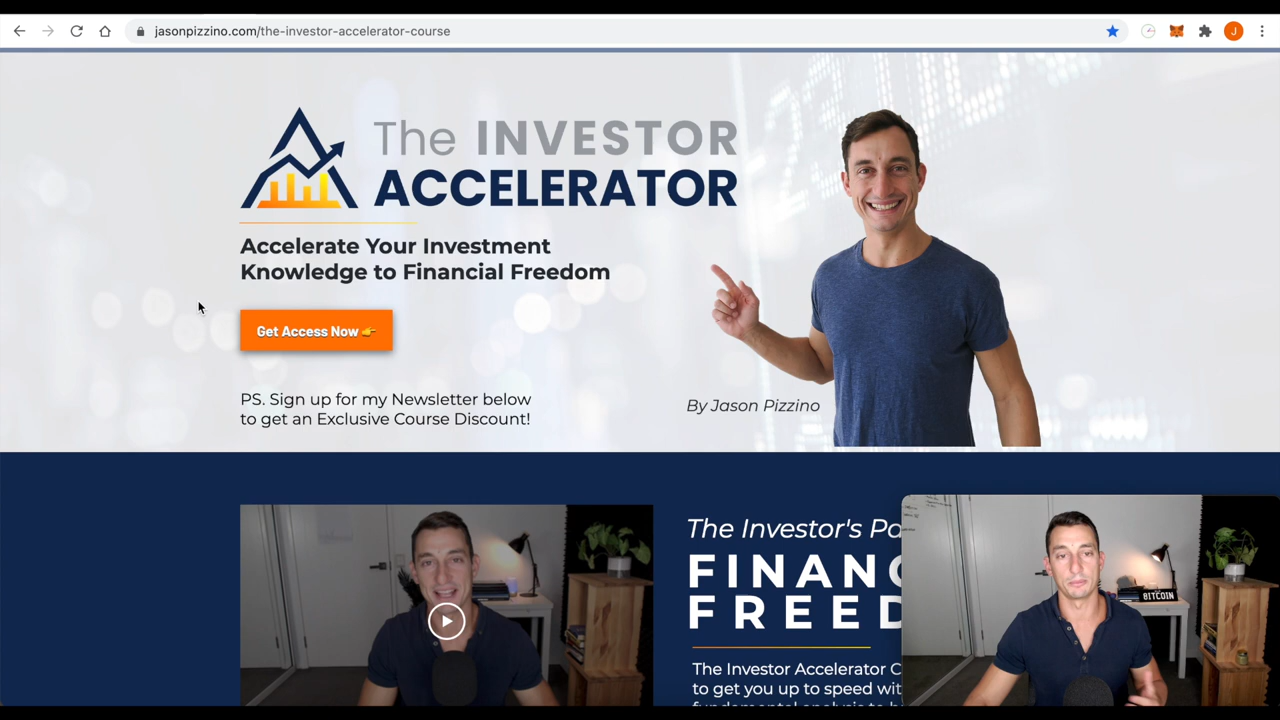 jasonpizzino.com/the-investor-accelerator-course
J
The INVESTOR
ACCELERATOR
Accelerate Your Investment
Knowledge to Financial Freedom
Get Access Now
PS. Sign up for my Newsletter below
to get an Exclusive Course Discount!
By Jason Pizzino
The Investor's Pa
FINANC
FREED
The Investor Accelerator C
to get you up to speed wit
BITCOIN